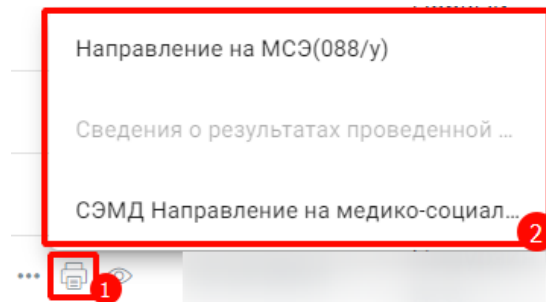 Направление на МСЭ(088/у)
Сведения о результатах проведенной ...
СЭМД Направление на медико-социал...
2
1